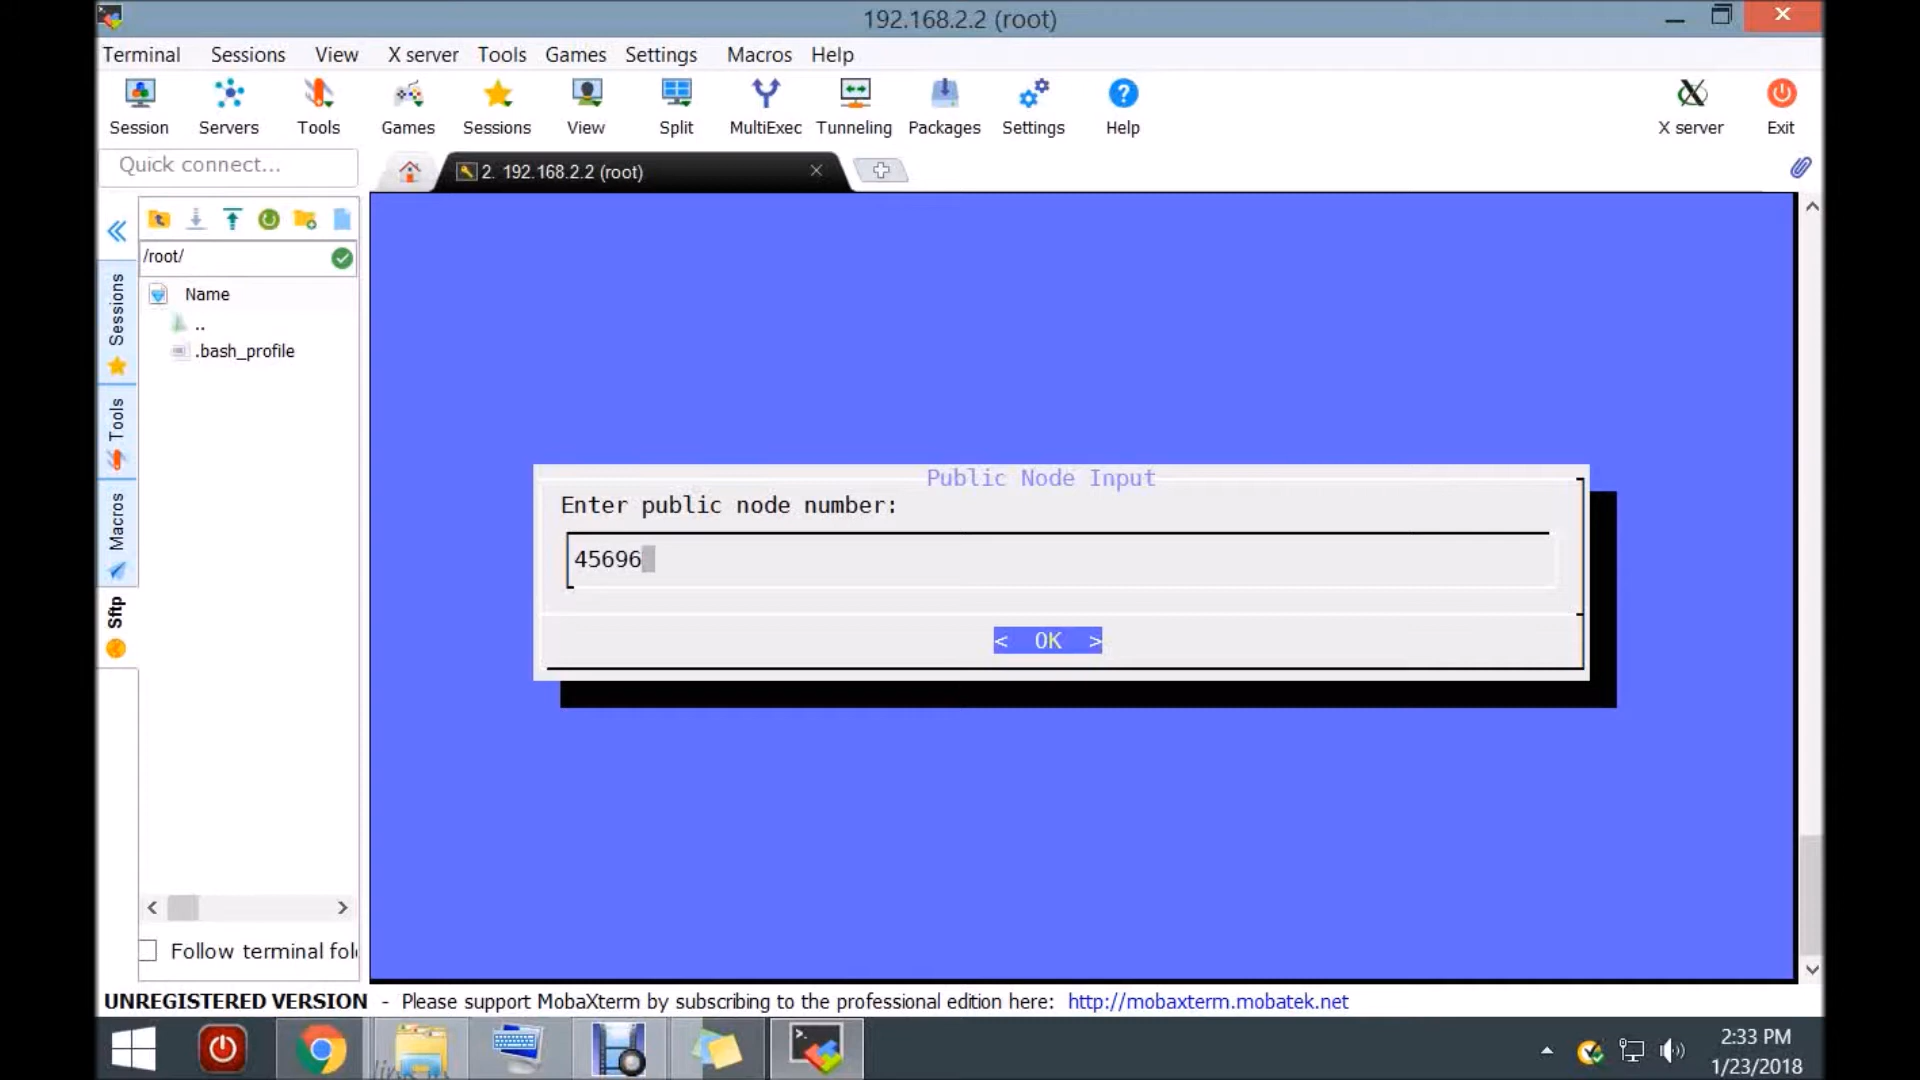 192.168.2.2 (root)
Terminal Sessions View X server Tools Games Settings Macros Help
Session Servers Tools Games Sessions View Split MultiExec Tunneling Packages Settings Help X server Exit
Quick connect...
2. 192.168.2.2 (root)
/root/
Name
..
.bash_profile
Sessions
Tools
Macros
Sftp
Public Node Input
Enter public node number:
45696
< OK >
Follow terminal fol
UNREGISTERED VERSION - Please support MobaXterm by subscribing to the professional edition here: http://mobaxterm.mobatek.net
2:33 PM
1/23/2018